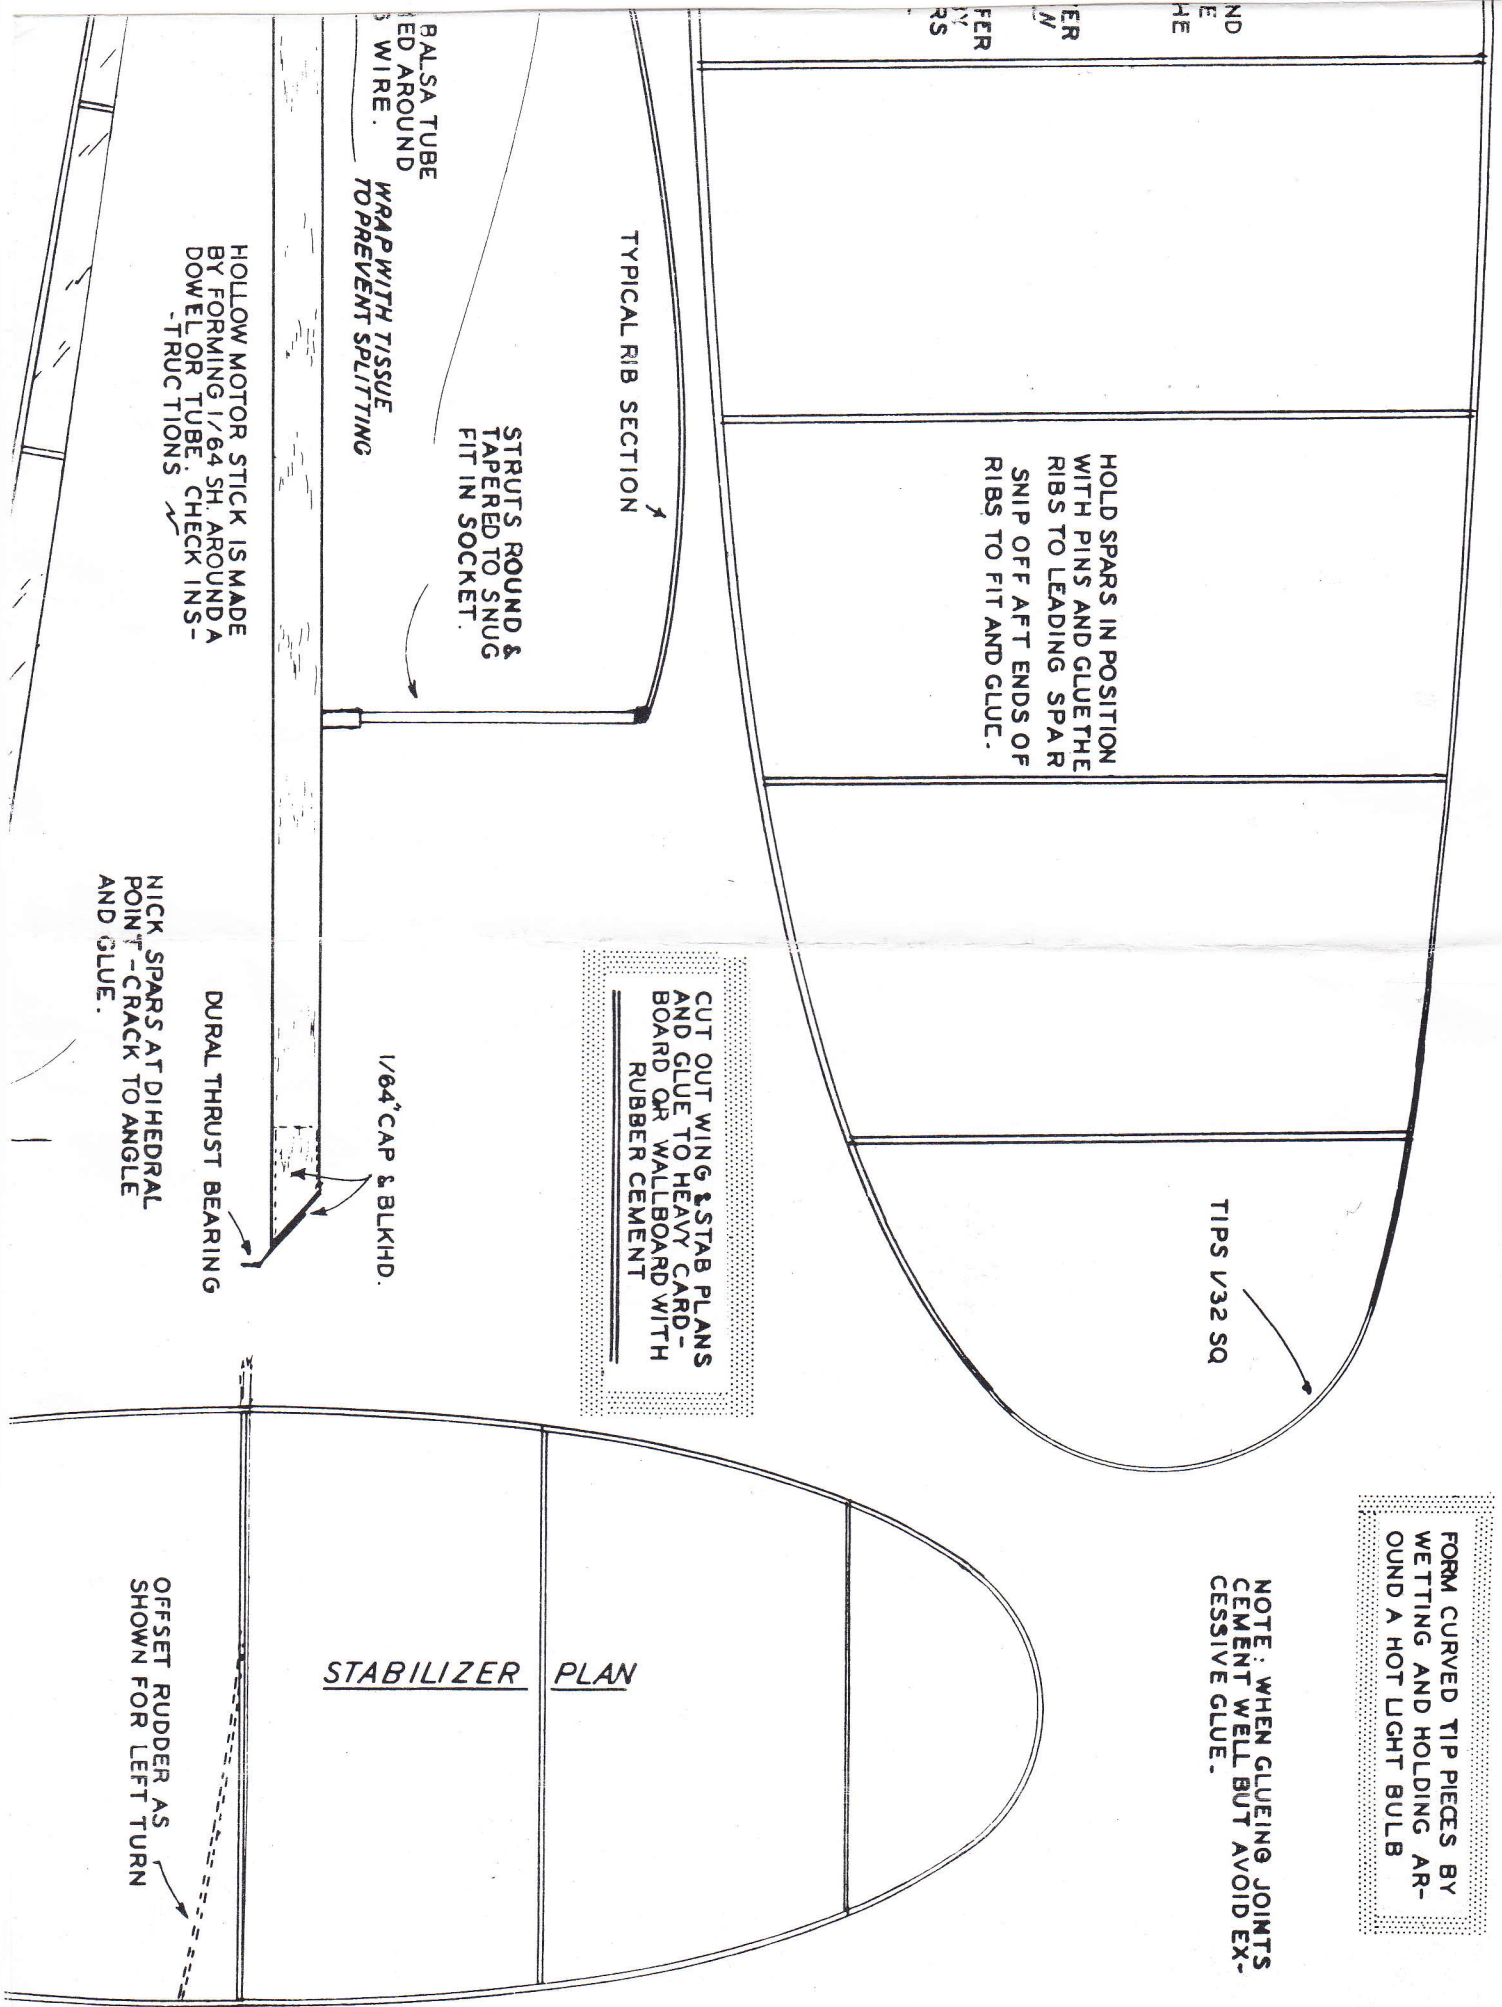 FORM CURVED TIP PIECES BY
WETTING AND HOLDING AR-
OUND A HOT LIGHT BULB
NOTE: WHEN GLUEING JOINTS
CEMENT WELL BUT AVOID EX-
CESSIVE GLUE.
TIPS 1/32 SQ
ND
E
HE
ER
N
FER
BY
RS
HOLD SPARS IN POSITION
WITH PINS AND GLUE THE
RIBS TO LEADING SPAR
SNIP OFF AFT ENDS OF
RIBS TO FIT AND GLUE.
TYPICAL RIB SECTION
CUT OUT WING & STAB PLANS
AND GLUE TO HEAVY CARD-
BOARD OR WALLBOARD WITH
RUBBER CEMENT
STRUTS ROUND &
TAPERED TO SNUG
FIT IN SOCKET.
BALSA TUBE
ED AROUND
WIRE.
WRAP WITH TISSUE
TO PREVENT SPLITTING
1/64" CAP & BLKHD.
STABILIZER PLAN
HOLLOW MOTOR STICK IS MADE
BY FORMING 1/64 SH. AROUND A
DOWEL OR TUBE. CHECK INS-
-TRUCTIONS
DURAL THRUST BEARING
NICK SPARS AT DIHEDRAL
POINT - CRACK TO ANGLE
AND GLUE.
OFFSET RUDDER AS
SHOWN FOR LEFT TURN